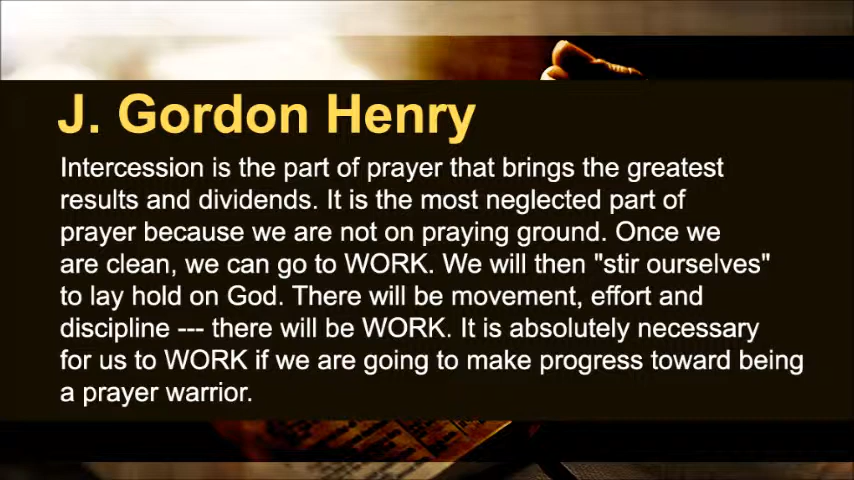 J. Gordon Henry
Intercession is the part of prayer that brings the greatest
results and dividends. It is the most neglected part of
prayer because we are not on praying ground. Once we
are clean, we can go to WORK. We will then "stir ourselves"
to lay hold on God. There will be movement, effort and
discipline --- there will be WORK. It is absolutely necessary
for us to WORK if we are going to make progress toward being
a prayer warrior.